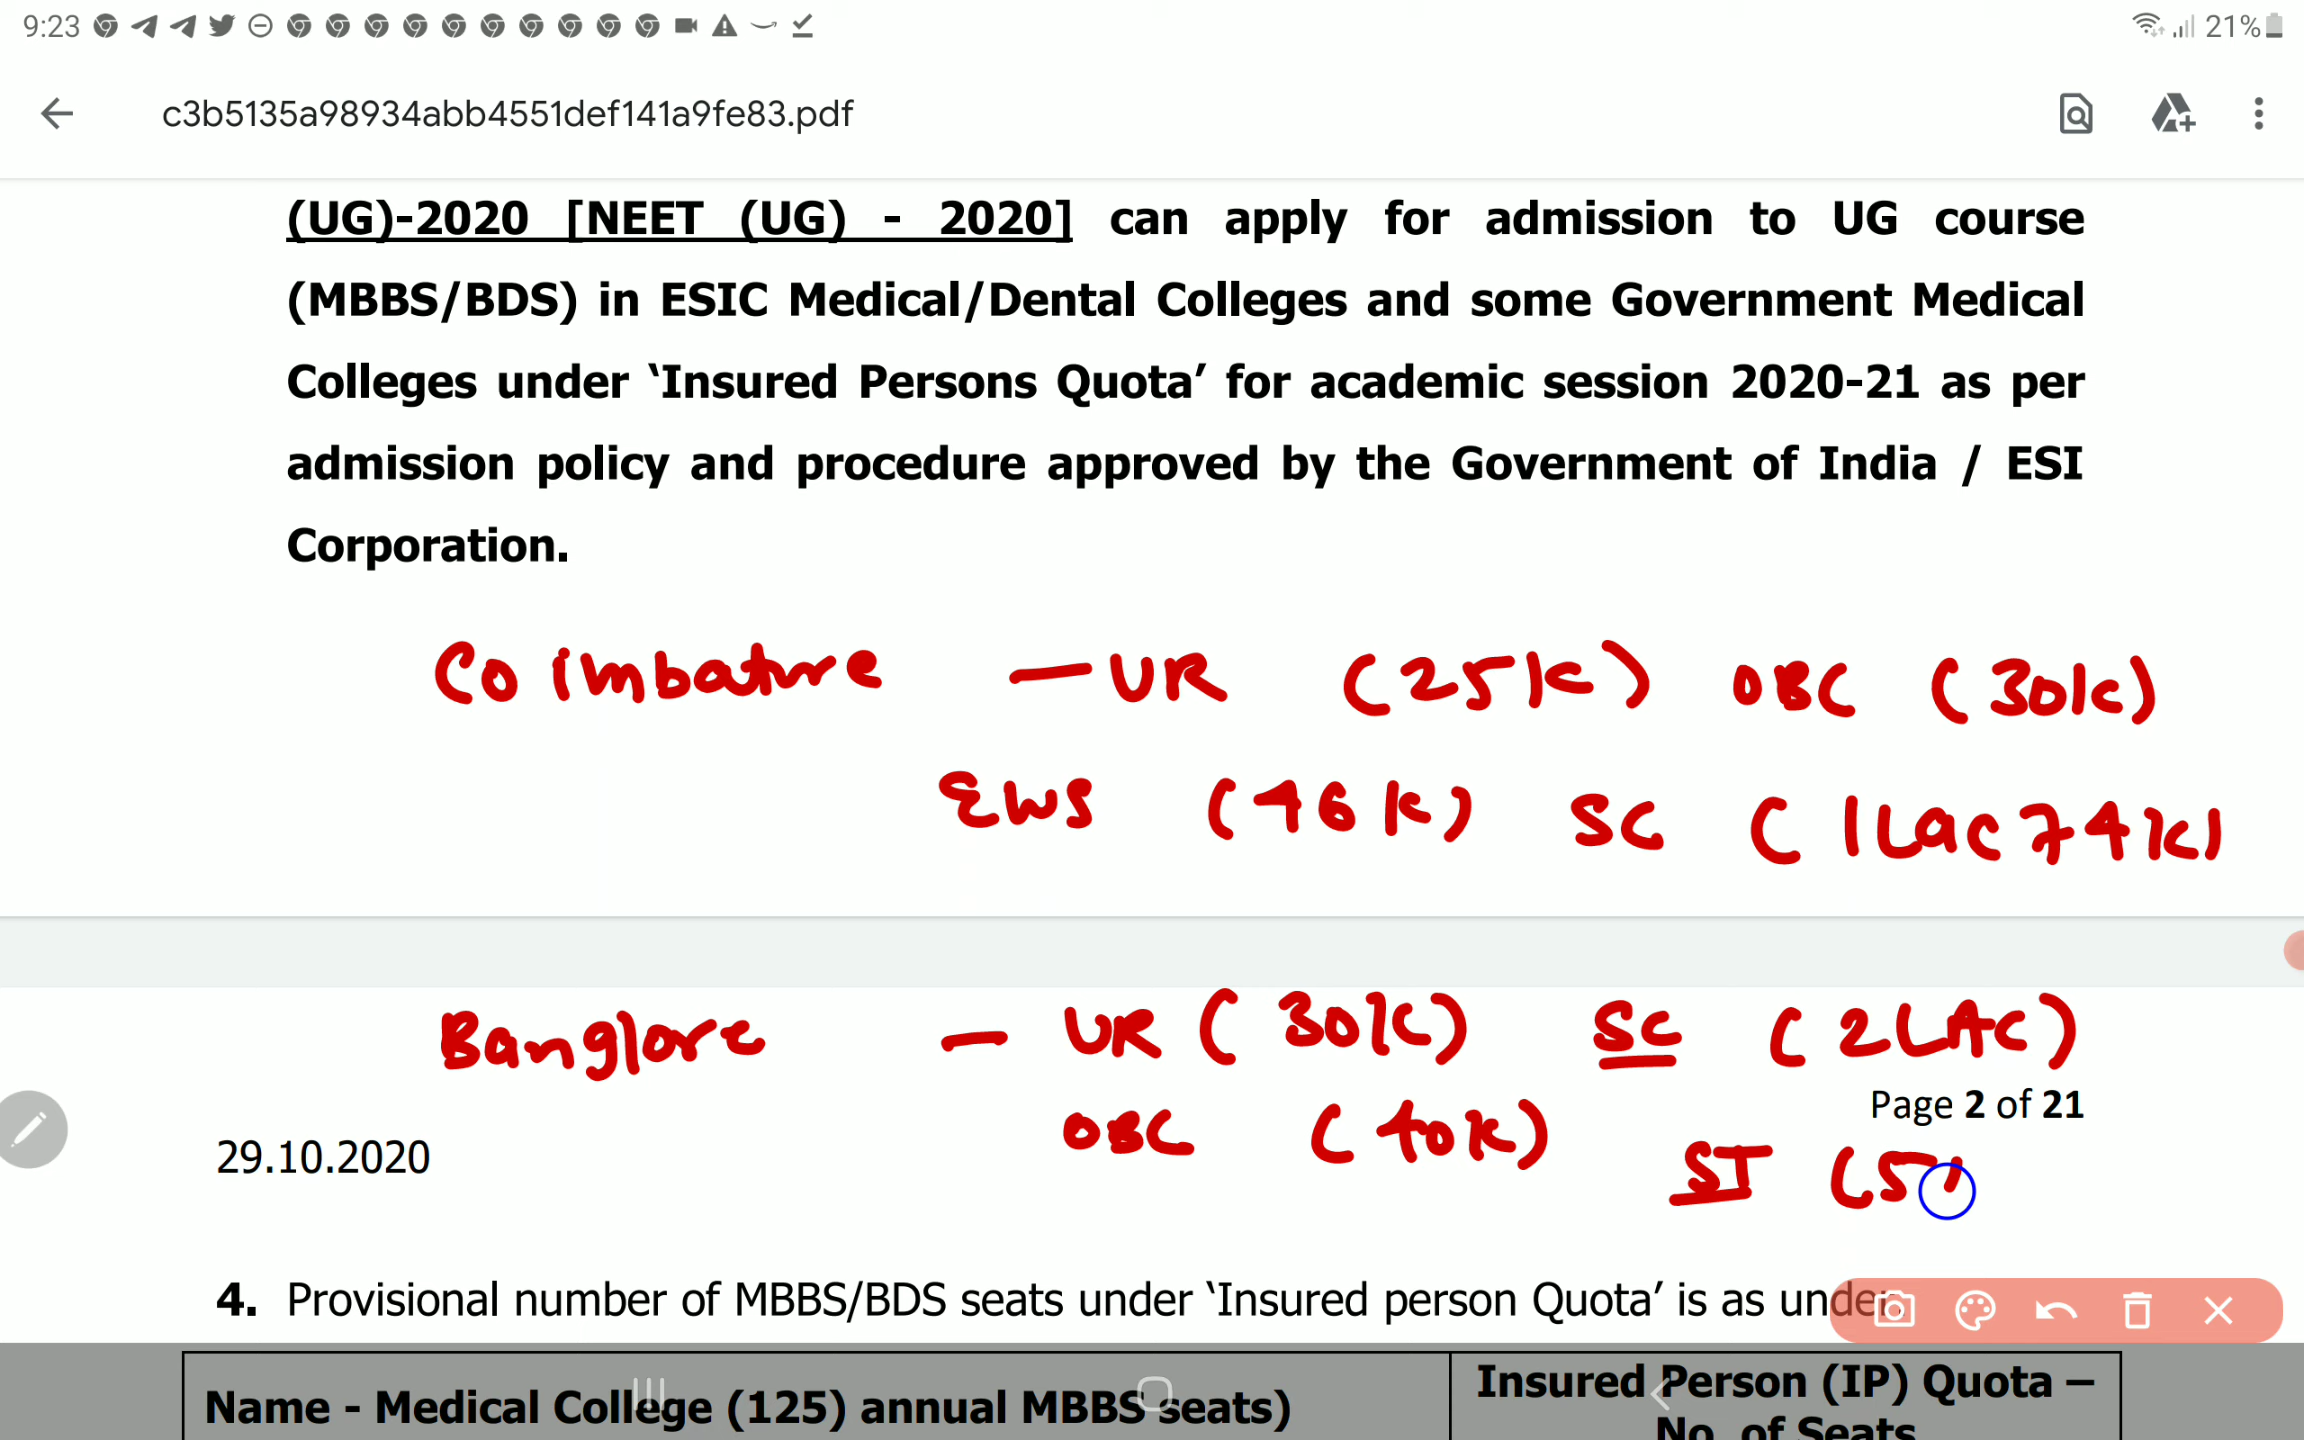 9:23 21%
c3b5135a98934abb4551def141a9fe83.pdf
(UG)-2020 [NEET (UG) - 2020] can apply for admission to UG course
(MBBS/BDS) in ESIC Medical/Dental Colleges and some Government Medical
Colleges under ‘Insured Persons Quota’ for academic session 2020-21 as per
admission policy and procedure approved by the Government of India / ESI
Corporation.
Coimbature — UR (25k) OBC (30k)
EWS (46k) SC (1Lac74k)
Banglore — UR (30k) SC (2LAC)
OBC (40k)
Page 2 of 21
29.10.2020
ST (5
4. Provisional number of MBBS/BDS seats under ‘Insured person Quota’ is as under
Name - Medical College (125) annual MBBS seats)
Insured Person (IP) Quota –
No. of Seats